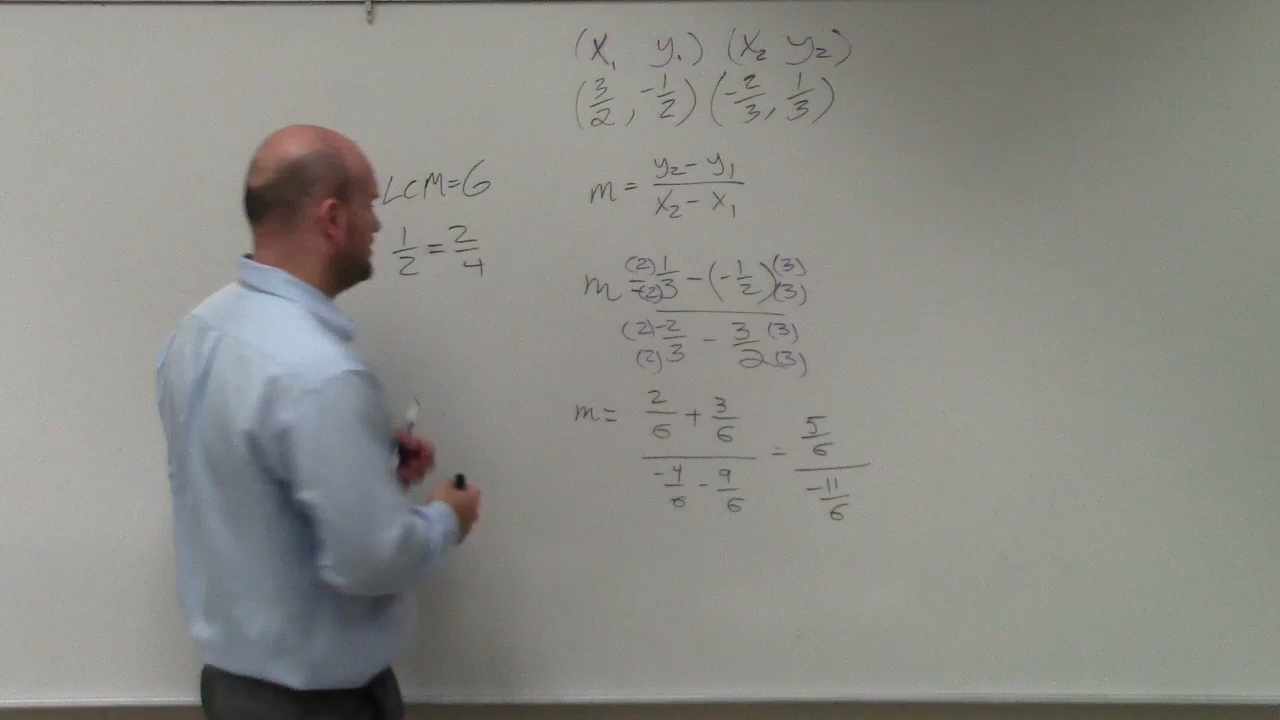 (x₁ y₁) (x₂ y₂)
(3/2, -1/2) (-2/3, 1/3)
LCM=6
1/2 = 2/4
m = (y₂ - y₁)/(x₂ - x₁)
m = ((2)1/(2)3 - (-1/2)(3)/(3)) / ((2)-2/(2)3 - 3(3)/2(3))
m = (2/6 + 3/6)/(-4/6 - 9/6) = (5/6)/(-11/6)